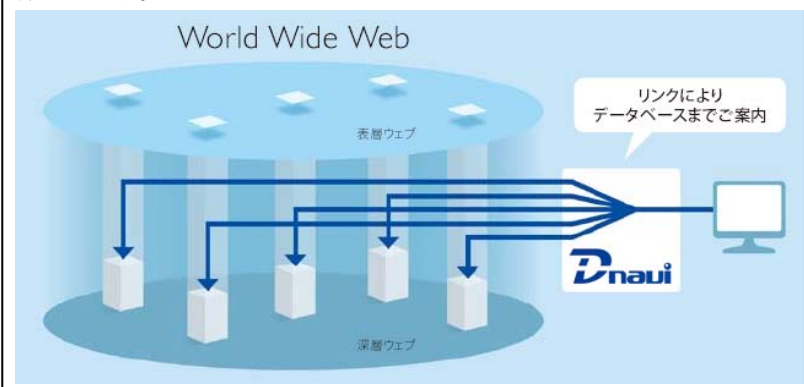 World Wide Web
表層ウェブ
リンクにより
データベースまでご案内
Dnavi
深層ウェブ